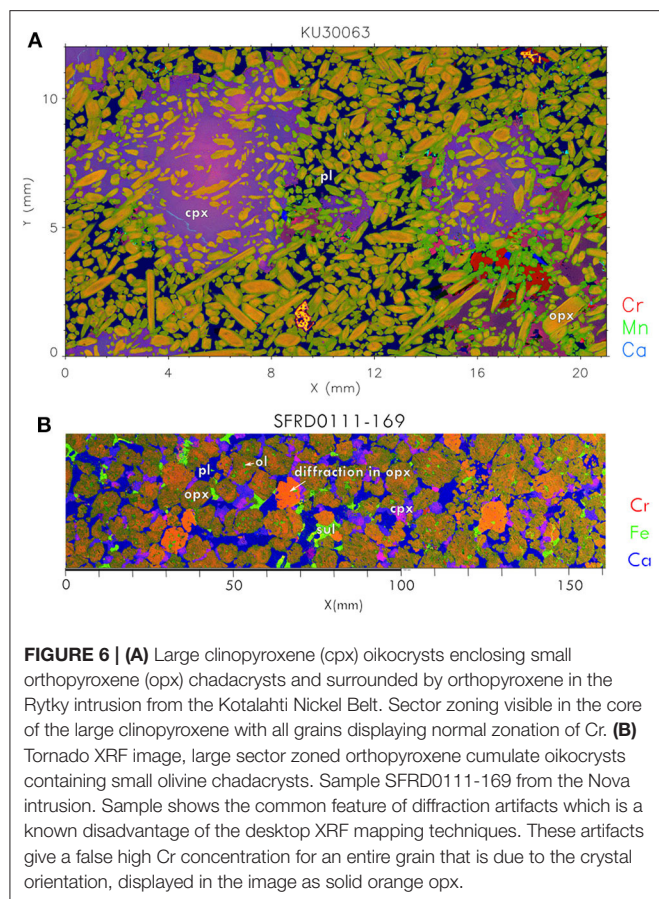 A
KU30063
10
5
0
Y (mm)
pl
cpx
opx
Cr
Mn
Ca
0 4 8 12 16 20
X (mm)
B
SFRD0111-169
pl
ol
diffraction in opx
opx
cpx
sul
Cr
Fe
Ca
0 50 100 150
X(mm)
FIGURE 6 | (A) Large clinopyroxene (cpx) oikocrysts enclosing small
orthopyroxene (opx) chadacrysts and surrounded by orthopyroxene in the
Rytky intrusion from the Kotalahti Nickel Belt. Sector zoning visible in the core
of the large clinopyroxene with all grains displaying normal zonation of Cr. (B)
Tornado XRF image, large sector zoned orthopyroxene cumulate oikocrysts
containing small olivine chadacrysts. Sample SFRD0111-169 from the Nova
intrusion. Sample shows the common feature of diffraction artifacts which is a
known disadvantage of the desktop XRF mapping techniques. These artifacts
give a false high Cr concentration for an entire grain that is due to the crystal
orientation, displayed in the image as solid orange opx.